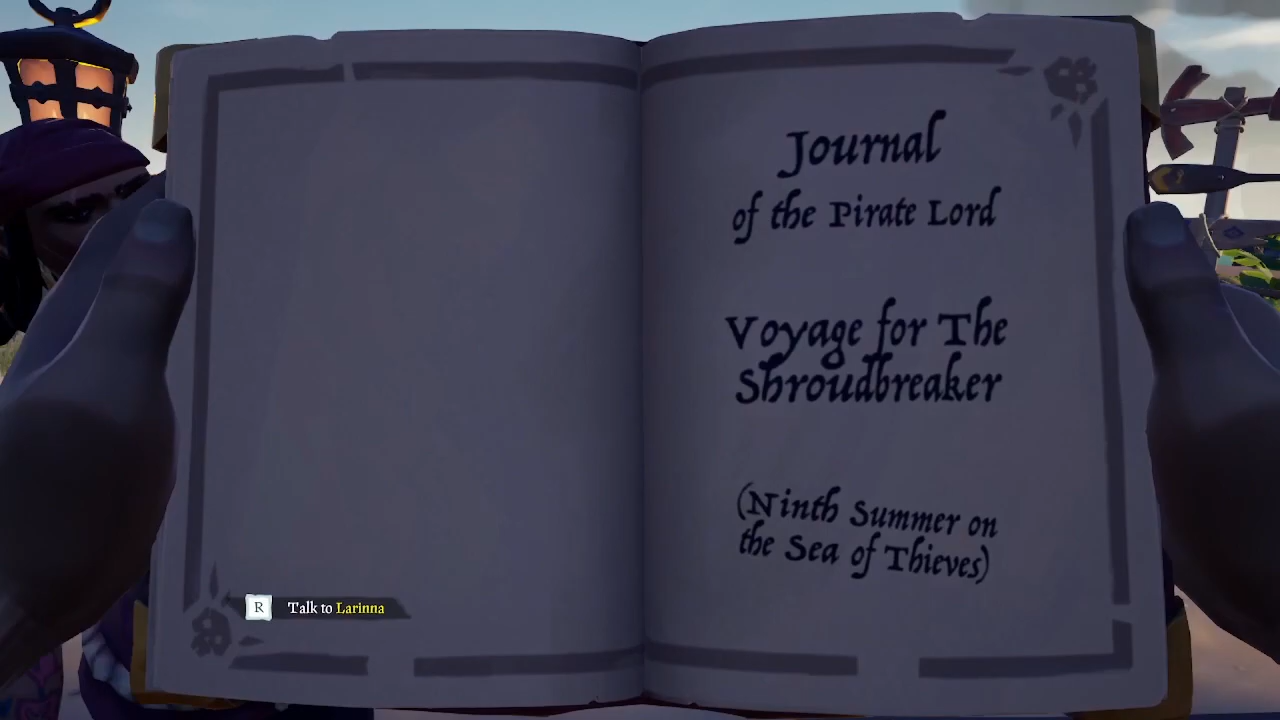 Journal
of the Pirate Lord
Voyage for The
Shroudbreaker
(Ninth Summer on
the Sea of Thieves)
R Talk to Larinna